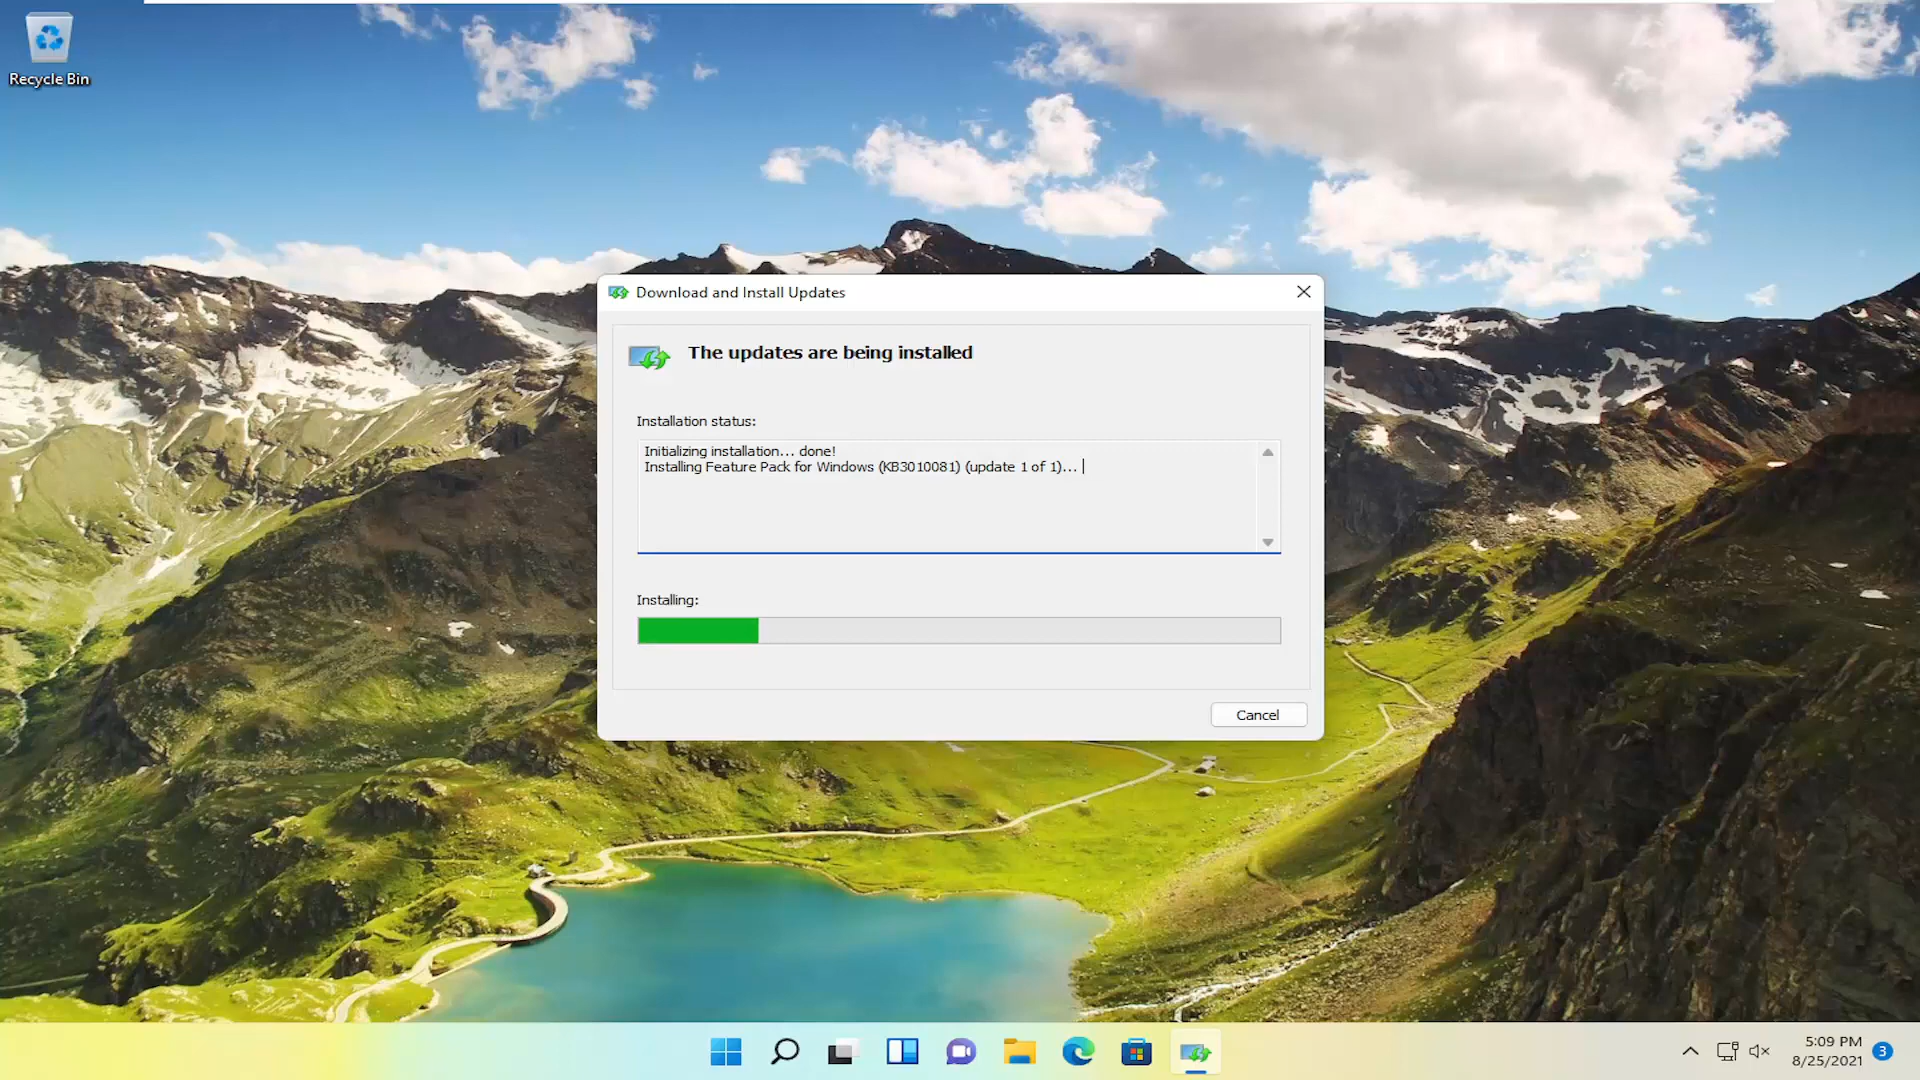 Recycle Bin
Download and Install Updates
The updates are being installed
Installation status:
Initializing installation... done!
Installing Feature Pack for Windows (KB3010081) (update 1 of 1)...
Installing:
Cancel
5:09 PM
8/25/2021
3